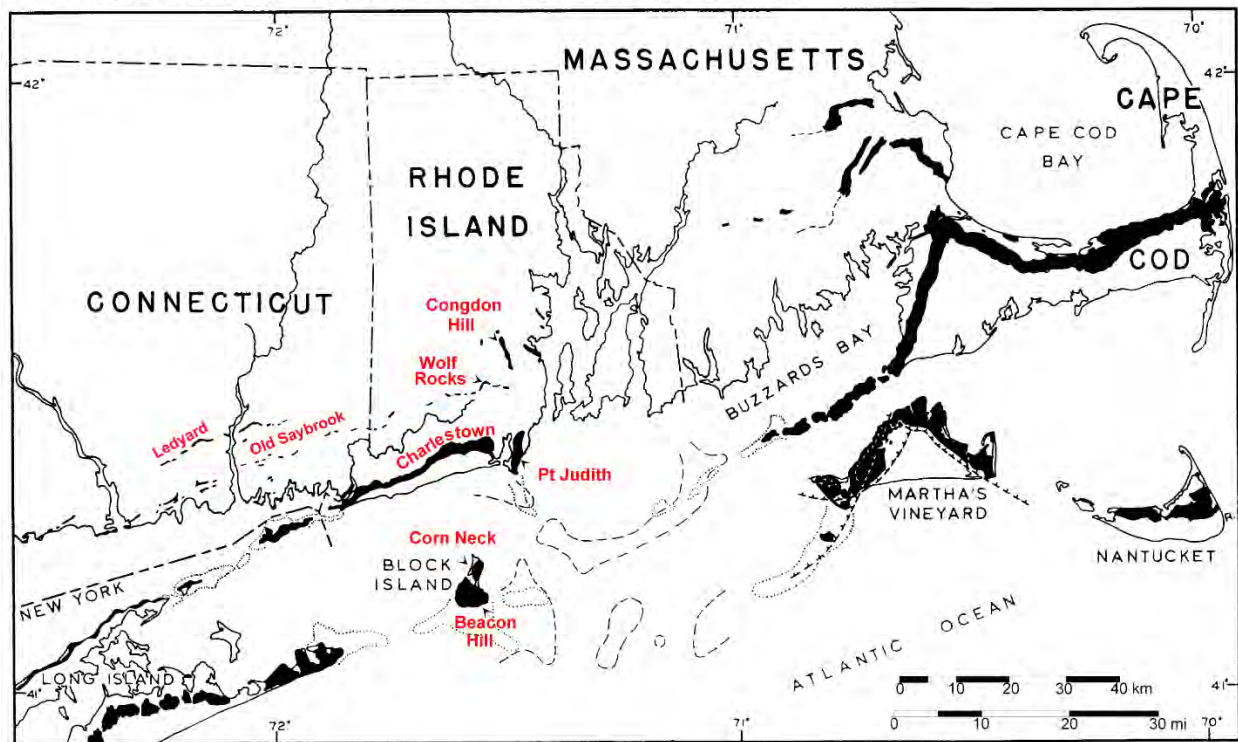 72°
71°
70°
42°
42°
MASSACHUSETTS
CAPE
CAPE COD
BAY
RHODE
ISLAND
COD
CONNECTICUT
Congdon
Hill
Wolf
Rocks
BUZZARDS BAY
Ledyard
Old Saybrook
Charlestown
Pt Judith
MARTHA'S
VINEYARD
NANTUCKET
Corn Neck
BLOCK
ISLAND
NEW YORK
Beacon
Hill
ATLANTIC OCEAN
LONG ISLAND
0 10 20 30 40 km
41°
41°
0 10 20 30 mi
72°
71°
70°